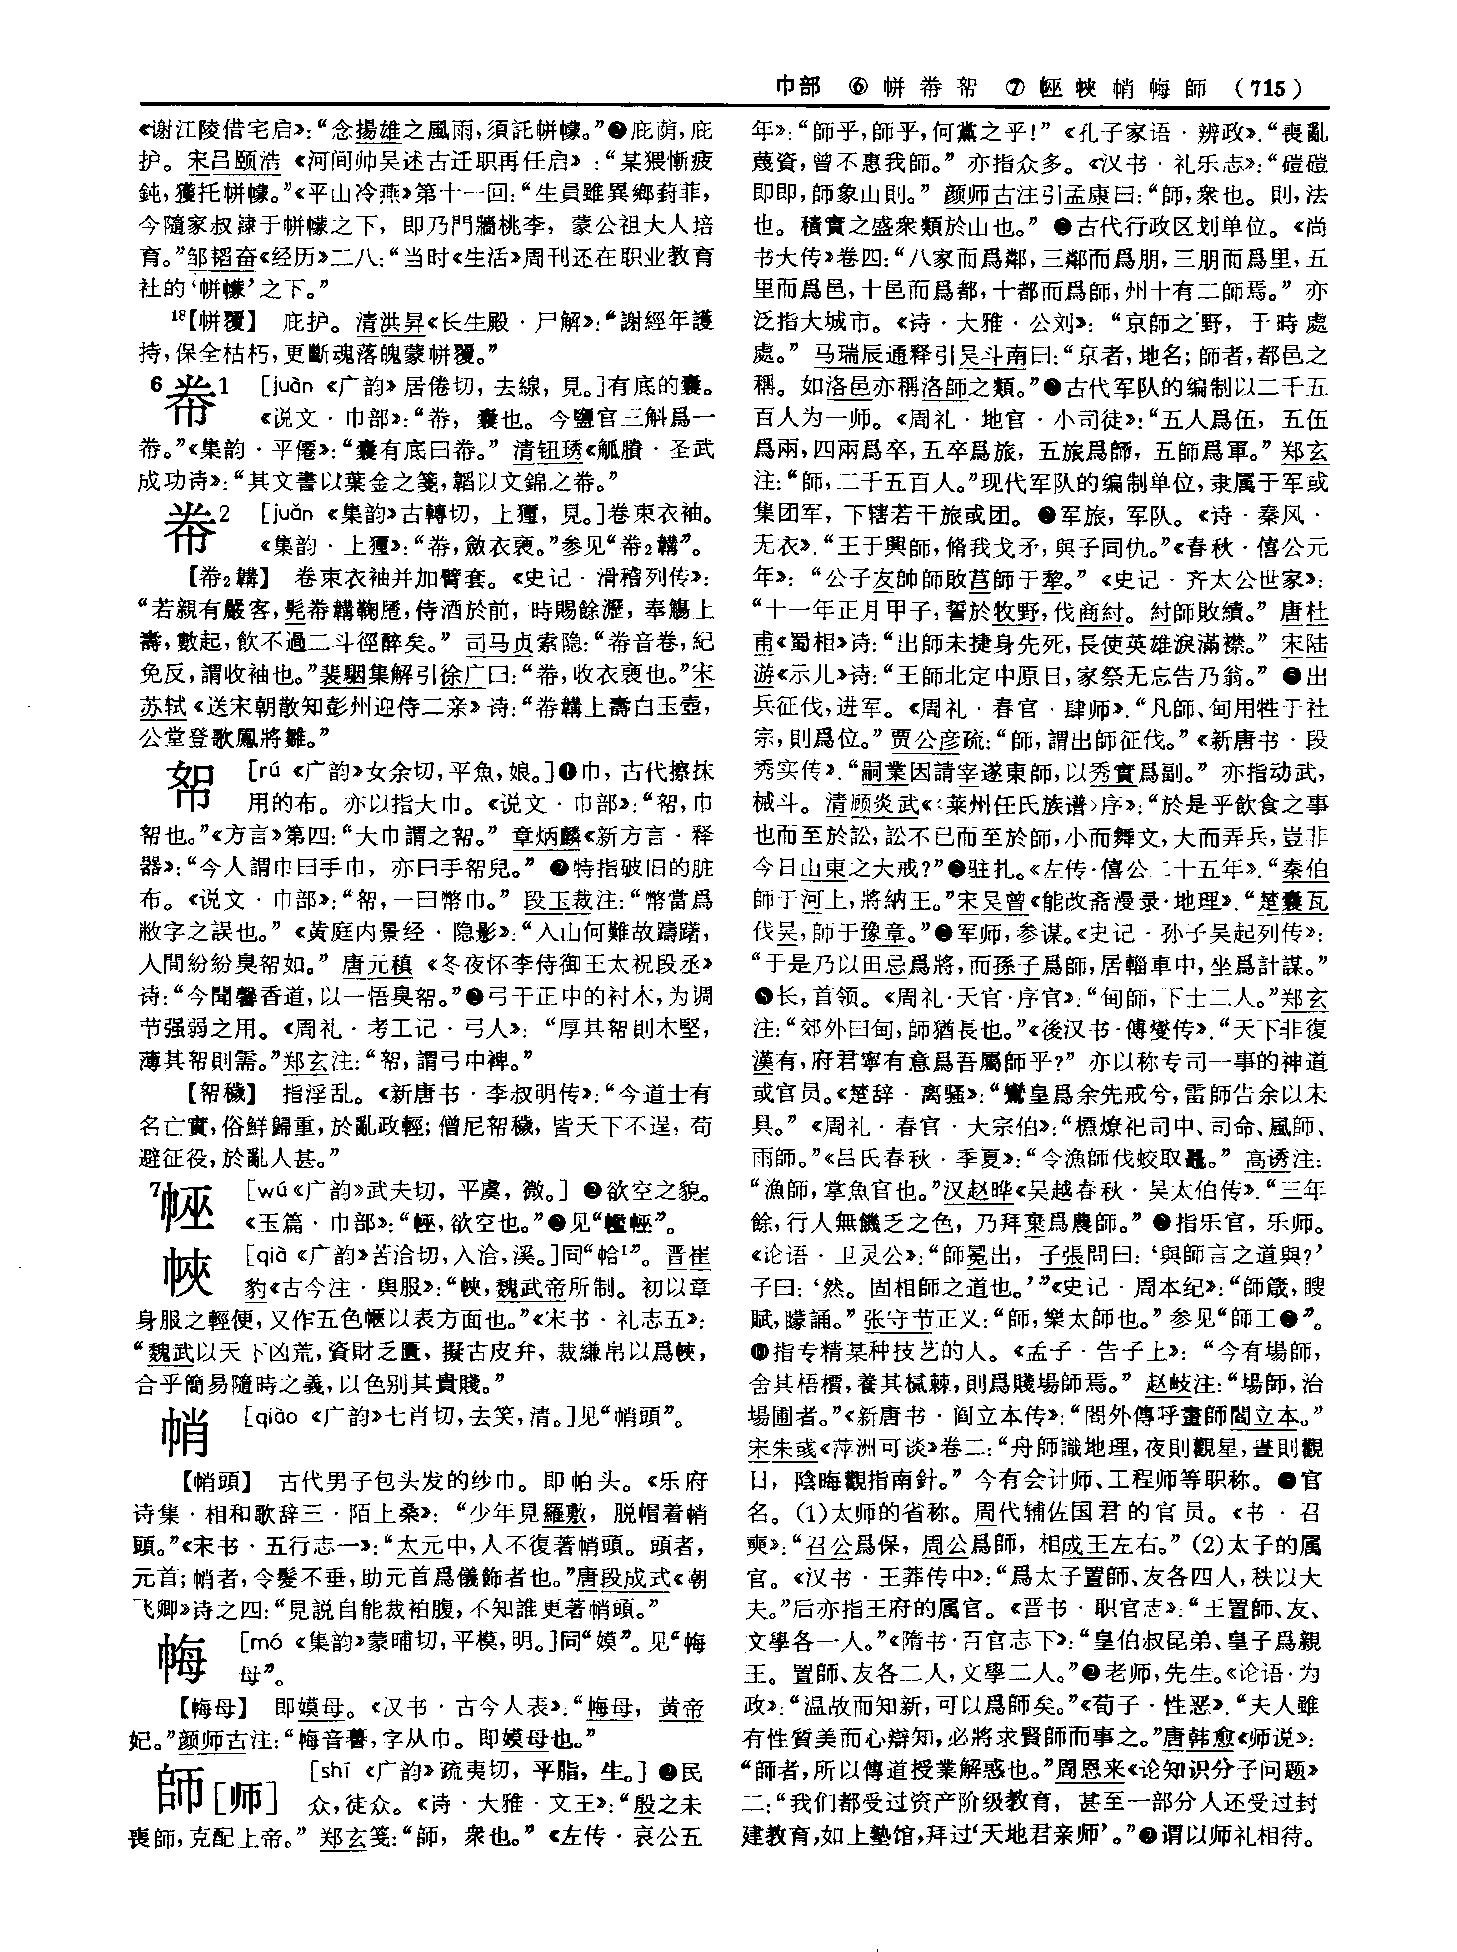 巾部 ⑥ 帡 帣 帤 ⑦ 帹 帢 帩 𢃗 師 (715)
《谢江陵借宅启》:“念揚雄之風雨,須託帡幪。”❷庇荫,庇
护。宋吕颐浩《河间帅吴述古迁职再任启》:“某猥慚疲
鈍,獲托帡幪。”《平山冷燕》第十一回:“生員雖異鄉葑菲,
今隨家叔隷于帡幪之下,即乃門牆桃李,蒙公祖大人培
育。”邹韬奋《经历》二八:“当时《生活》周刊还在职业教育
社的‘帡幪’之下。”
18【帡覆】 庇护。清洪昇《长生殿·尸解》:“謝經年護
持,保全枯朽,更斷魂落魄蒙帡覆。”
6 帣1 [juàn《广韵》居倦切,去線,見。]有底的囊。
《说文·巾部》:“帣,囊也。今鹽官三斛爲一
帣。”《集韵·平僊》:“囊有底曰帣。”清钮琇《觚賸·圣武
成功诗》:“其文書以葉金之箋,韜以文錦之帣。”
帣2 [juǎn《集韵》古轉切,上獮,見。]卷束衣袖。
《集韵·上獮》:“帣,斂衣褎。”参见“帣2韝”。
【帣2韝】 卷束衣袖并加臂套。《史记·滑稽列传》:
“若親有嚴客,髡帣韝鞠䠆,侍酒於前,時賜餘瀝,奉觴上
壽,數起,飲不過二斗徑醉矣。”司马贞索隐:“帣音卷,紀
免反,謂收袖也。”裴駰集解引徐广曰:“帣,收衣褎也。”宋
苏轼《送宋朝散知彭州迎侍二亲》诗:“帣韝上壽白玉壺,
公堂登歌鳳將雛。”
帤 [rú《广韵》女余切,平魚,娘。]❶巾,古代擦抹
用的布。亦以指大巾。《说文·巾部》:“帤,巾
帤也。”《方言》第四:“大巾謂之帤。”章炳麟《新方言·释
器》:“今人謂巾曰手巾,亦曰手帤兒。”❷特指破旧的脏
布。《说文·巾部》:“帤,一曰幣巾。”段玉裁注:“幣當爲
敝字之誤也。”《黄庭内景经·隐影》:“入山何難故躊躇,
人間紛紛臭帤如。”唐元稹《冬夜怀李侍御王太祝段丞》
诗:“今聞馨香道,以一悟臭帤。”❸弓干正中的衬木,为调
节强弱之用。《周礼·考工记·弓人》:“厚其帤則木堅,
薄其帤則需。”郑玄注:“帤,謂弓中裨。”
【帤穢】 指淫乱。《新唐书·李叔明传》:“今道士有
名亡實,俗鮮歸重,於亂政輕;僧尼帤穢,皆天下不逞,苟
避征役,於亂人甚。”
[wú《广韵》武夫切,平虞,微。]❶欲空之貌。
《玉篇·巾部》:“,欲空也。”❷见“”。
[qià《广韵》苦洽切,入洽,溪。]同“帢1”。晋崔
豹《古今注·舆服》:“,魏武帝所制。初以章
身服之輕便,又作五色幍以表方面也。”《宋书·礼志五》:
“魏武以天下凶荒,資財乏匱,擬古皮弁,裁縑帛以爲,
合乎簡易隨時之義,以色别其貴賤。”
帩 [qiào《广韵》七肖切,去笑,清。]见“帩頭”。
【帩頭】 古代男子包头发的纱巾。即帕头。《乐府
诗集·相和歌辞三·陌上桑》:“少年見羅敷,脱帽着帩
頭。”《宋书·五行志一》:“太元中,人不復著帩頭。頭者,
元首;帩者,令髮不垂,助元首爲儀飾者也。”唐段成式《嘲
飞卿》诗之四:“見説自能裁袙腹,不知誰更著帩頭。”
[mó《集韵》蒙晡切,平模,明。]同“嫫”。见“
母”。
【母】 即嫫母。《汉书·古今人表》:“母,黄帝
妃。”颜师古注:“音謩,字从巾。即嫫母也。”
師[师] [shī《广韵》疏夷切,平脂,生。]❶民
众,徒众。《诗·大雅·文王》:“殷之未
喪師,克配上帝。”郑玄笺:“師,衆也。”《左传·哀公五
年》:“師乎,師乎,何黨之乎!”《孔子家语·辨政》:“喪亂
蔑資,曾不惠我師。”亦指众多。《汉书·礼乐志》:“磑磑
即即,師象山則。”颜师古注引孟康曰:“師,衆也。則,法
也。積實之盛衆類於山也。”❷古代行政区划单位。《尚
书大传》卷四:“八家而爲鄰,三鄰而爲朋,三朋而爲里,五
里而爲邑,十邑而爲都,十都而爲師,州十有二師焉。”亦
泛指大城市。《诗·大雅·公刘》:“京師之野,于時處
處。”马瑞辰通释引吴斗南曰:“京者,地名;師者,都邑之
稱。如洛邑亦稱洛師之類。”❸古代军队的编制以二千五
百人为一师。《周礼·地官·小司徒》:“五人爲伍,五伍
爲兩,四兩爲卒,五卒爲旅,五旅爲師,五師爲軍。”郑玄
注:“師,二千五百人。”现代军队的编制单位,隶属于军或
集团军,下辖若干旅或团。❹军旅,军队。《诗·秦风·
无衣》:“王于興師,脩我戈矛,與子同仇。”《春秋·僖公元
年》:“公子友帥師敗莒師于犂。”《史记·齐太公世家》:
“十一年正月甲子,誓於牧野,伐商紂。紂師敗績。”唐杜
甫《蜀相》诗:“出師未捷身先死,長使英雄淚滿襟。”宋陆
游《示儿》诗:“王師北定中原日,家祭无忘告乃翁。”❺出
兵征伐,进军。《周礼·春官·肆师》:“凡師、甸用牲于社
宗,則爲位。”贾公彦疏:“師,謂出師征伐。”《新唐书·段
秀实传》:“嗣業因請宰遂東師,以秀實爲副。”亦指动武,
械斗。清顾炎武《〈莱州任氏族谱〉序》:“於是乎飲食之事
也而至於訟,訟不已而至於師,小而舞文,大而弄兵,豈非
今日山東之大戒?”❻驻扎。《左传·僖公二十五年》:“秦伯
師于河上,將納王。”宋吴曾《能改斋漫录·地理》:“楚囊瓦
伐吴,師于豫章。”❼军师,参谋。《史记·孙子吴起列传》:
“于是乃以田忌爲將,而孫子爲師,居輜車中,坐爲計謀。”
❽长,首领。《周礼·天官·序官》:“甸師,下士二人。”郑玄
注:“郊外曰甸,師猶長也。”《後汉书·傅燮传》:“天下非復
漢有,府君寧有意爲吾屬師乎?”亦以称专司一事的神道
或官员。《楚辞·离骚》:“鸞皇爲余先戒兮,雷師告余以未
具。”《周礼·春官·大宗伯》:“槱燎祀司中、司命、風師、
雨師。”《吕氏春秋·季夏》:“令漁師伐蛟取鼉。”高诱注:
“漁師,掌魚官也。”汉赵晔《吴越春秋·吴太伯传》:“三年
餘,行人無饑乏之色,乃拜棄爲農師。”❾指乐官,乐师。
《论语·卫灵公》:“師冕出,子張問曰:‘與師言之道與?’
子曰:‘然。固相師之道也。’”《史记·周本纪》:“師箴,瞍
賦,矇誦。”张守节正义:“師,樂太師也。”参见“師工❷”。
❿指专精某种技艺的人。《孟子·告子上》:“今有場師,
舍其梧檟,養其樲棘,則爲賤場師焉。”赵岐注:“場師,治
場圃者。”《新唐书·阎立本传》:“閤外傳呼畫師閻立本。”
宋朱彧《萍洲可谈》卷二:“舟師識地理,夜則觀星,晝則觀
日,陰晦觀指南針。”今有会计师、工程师等职称。⓫官
名。(1)太师的省称。周代辅佐国君的官员。《书·召
奭》:“召公爲保,周公爲師,相成王左右。”(2)太子的属
官。《汉书·王莽传中》:“爲太子置師、友各四人,秩以大
夫。”后亦指王府的属官。《晋书·职官志》:“王置師、友、
文學各一人。”《隋书·百官志下》:“皇伯叔昆弟、皇子爲親
王。置師、友各二人,文學二人。”⓬老师,先生。《论语·为
政》:“温故而知新,可以爲師矣。”《荀子·性恶》:“夫人雖
有性質美而心辯知,必將求賢師而事之。”唐韩愈《师说》:
“師者,所以傳道授業解惑也。”周恩来《论知识分子问题》
二:“我们都受过资产阶级教育,甚至一部分人还受过封
建教育,如上塾馆,拜过‘天地君亲师’。”⓭谓以师礼相待。